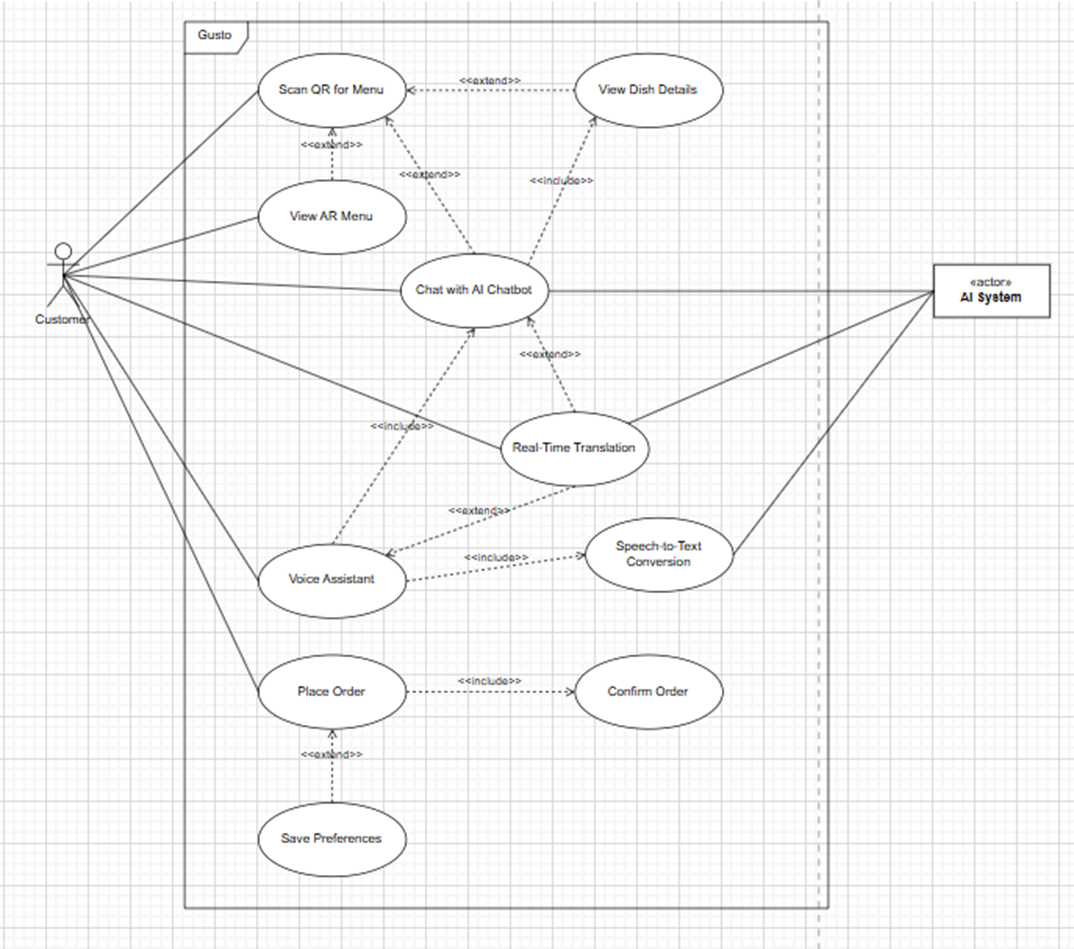 Gusto
Scan QR for Menu
<<extend>>
View Dish Details
<<extend>>
<<extend>>
<<include>>
View AR Menu
Chat with AI Chatbot
«actor»
AI System
Customer
<<extend>>
<<include>>
Real-Time Translation
<<extend>>
Speech-to-Text
Conversion
<<include>>
Voice Assistant
Place Order
<<include>>
Confirm Order
<<extend>>
Save Preferences